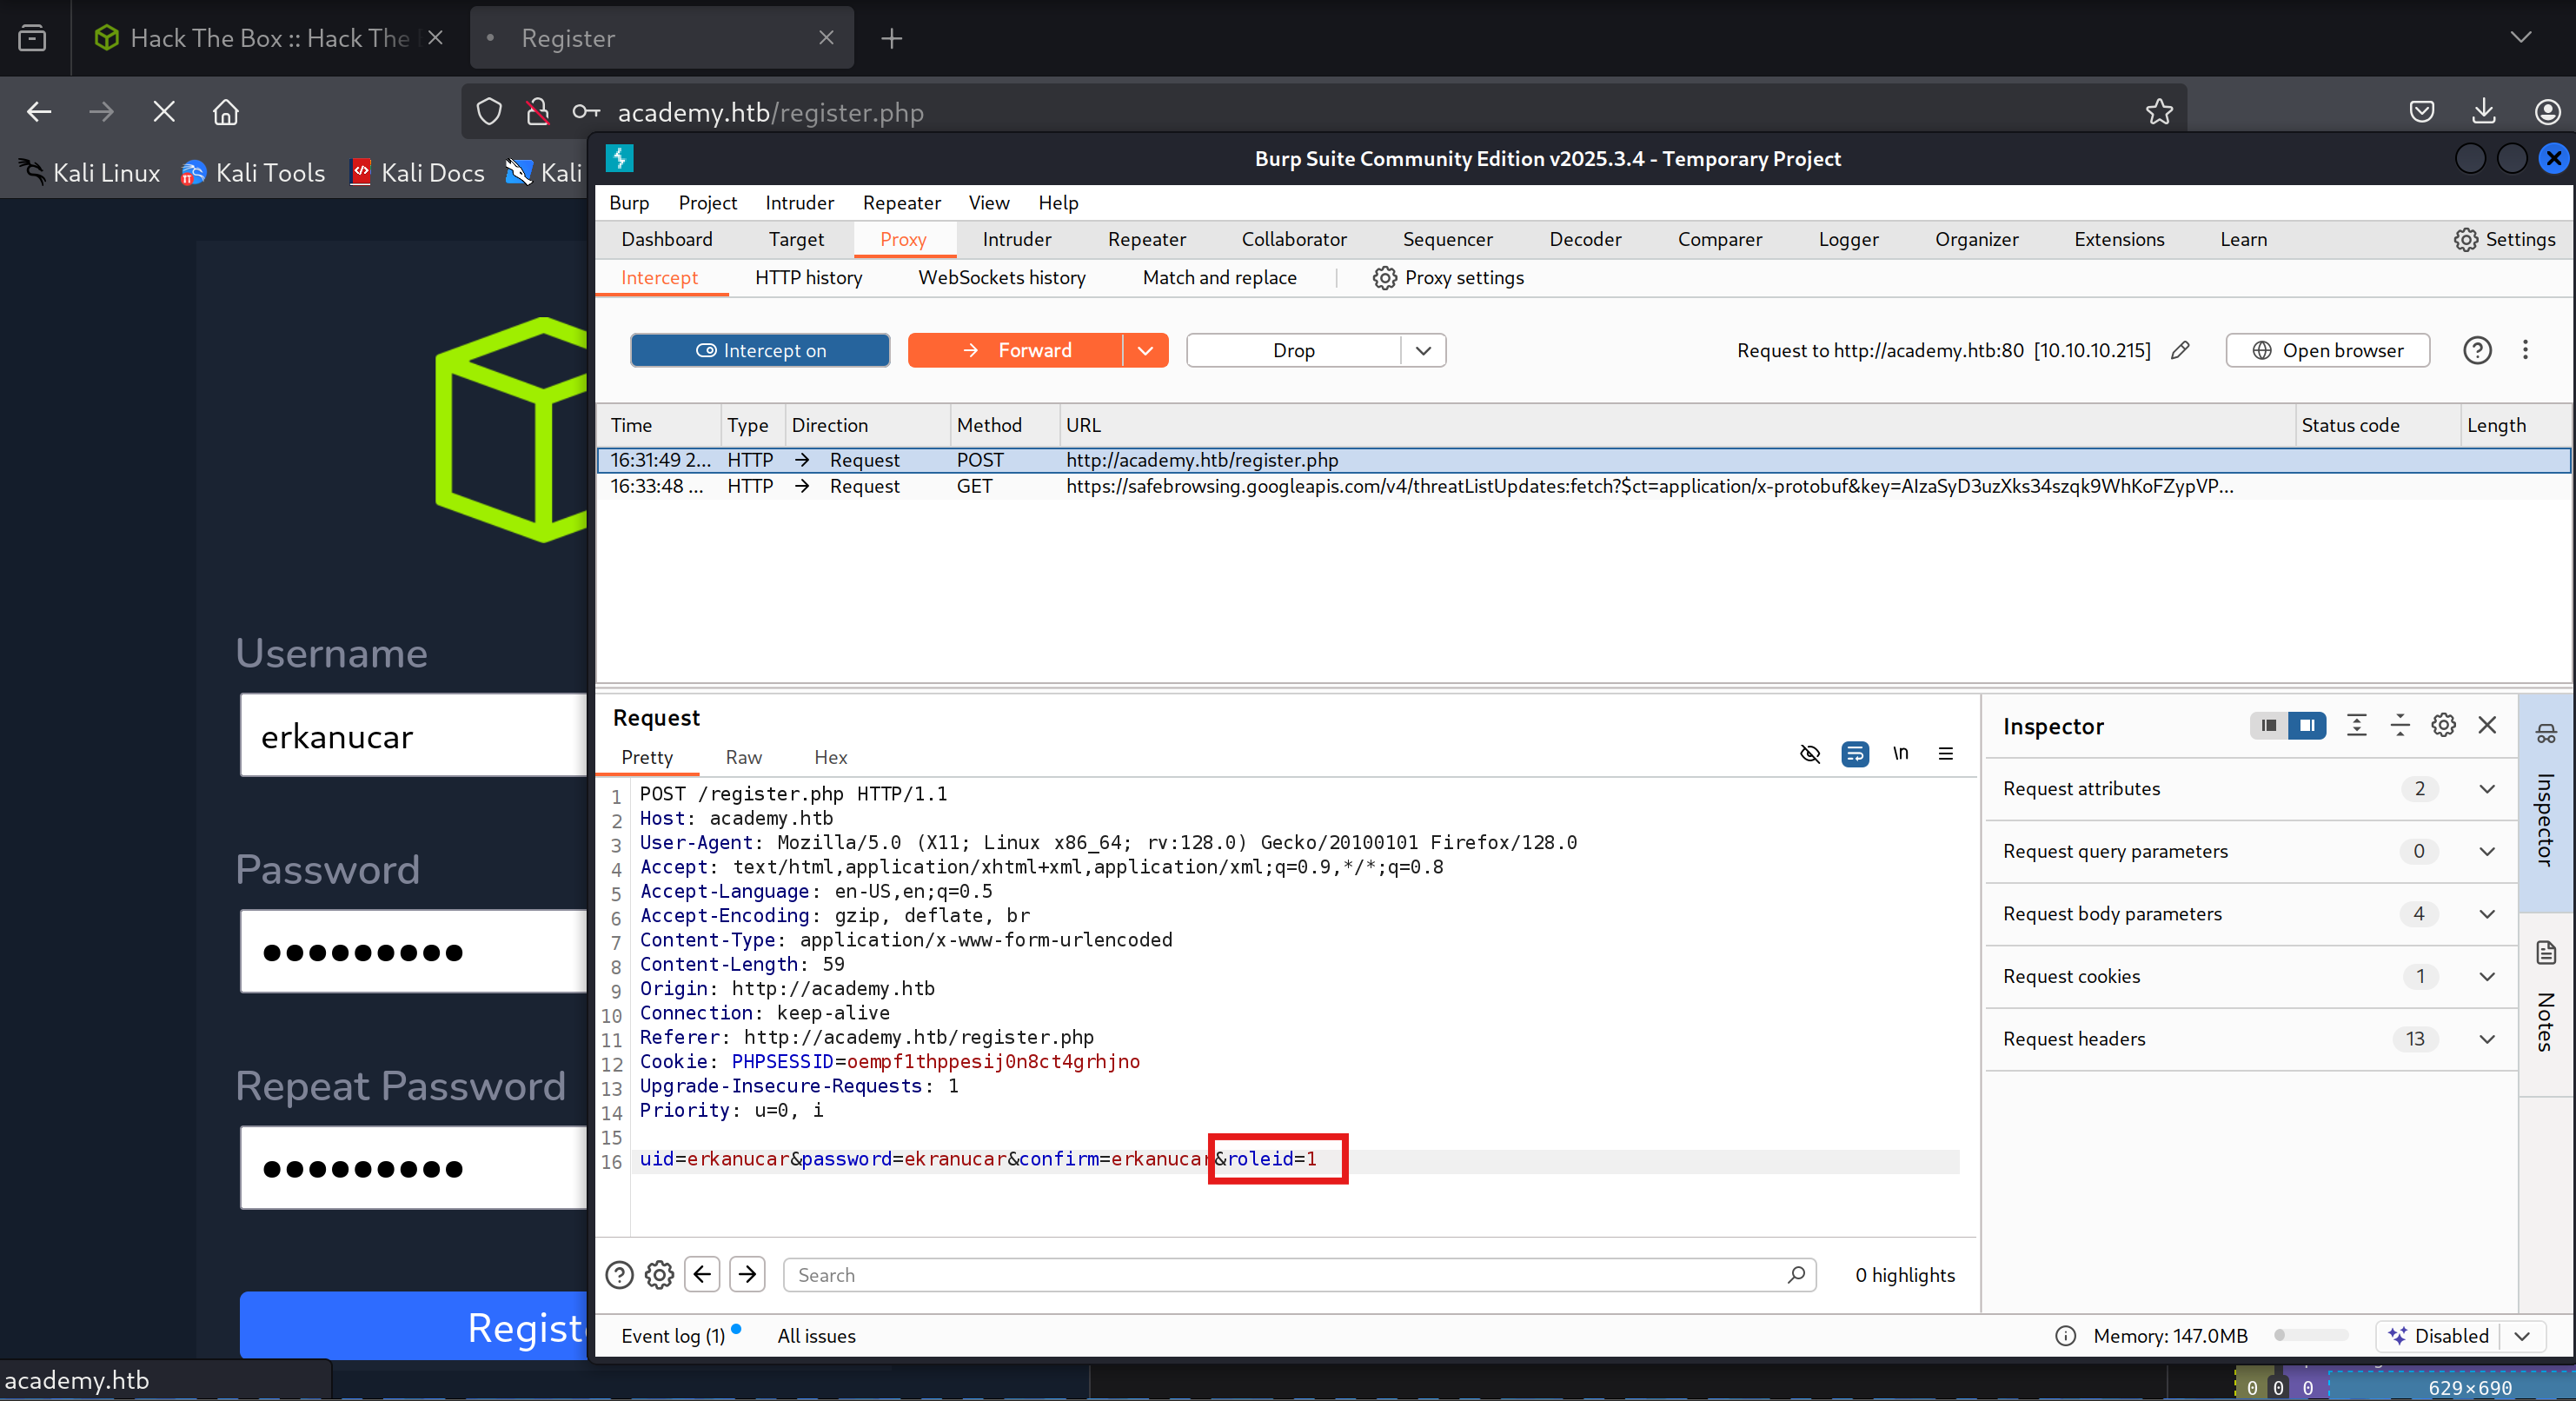 Hack The Box :: Hack The
Register
academy.htb/register.php
Kali Linux
Kali Tools
Kali Docs
Kali
Username
erkanucar
Password
Repeat Password
Regist
academy.htb
Burp Suite Community Edition v2025.3.4 - Temporary Project
Burp Project Intruder Repeater View Help
Dashboard Target Proxy Intruder Repeater Collaborator Sequencer Decoder Comparer Logger Organizer Extensions Learn Settings
Intercept HTTP history WebSockets history Match and replace Proxy settings
Intercept on Forward Drop Request to http://academy.htb:80 [10.10.10.215] Open browser
Time Type Direction Method URL Status code Length
16:31:49 2... HTTP → Request POST http://academy.htb/register.php
16:33:48 ... HTTP → Request GET https://safebrowsing.googleapis.com/v4/threatListUpdates:fetch?$ct=application/x-protobuf&key=AIzaSyD3uzXks34szqk9WhKoFZypVP...
Request
Pretty Raw Hex \n
1 POST /register.php HTTP/1.1
2 Host: academy.htb
3 User-Agent: Mozilla/5.0 (X11; Linux x86_64; rv:128.0) Gecko/20100101 Firefox/128.0
4 Accept: text/html,application/xhtml+xml,application/xml;q=0.9,*/*;q=0.8
5 Accept-Language: en-US,en;q=0.5
6 Accept-Encoding: gzip, deflate, br
7 Content-Type: application/x-www-form-urlencoded
8 Content-Length: 59
9 Origin: http://academy.htb
10 Connection: keep-alive
11 Referer: http://academy.htb/register.php
12 Cookie: PHPSESSID=oempf1thppesij0n8ct4grhjno
13 Upgrade-Insecure-Requests: 1
14 Priority: u=0, i
15
16 uid=erkanucar&password=ekranucar&confirm=erkanucar&roleid=1
Search
0 highlights
Inspector
Request attributes 2
Request query parameters 0
Request body parameters 4
Request cookies 1
Request headers 13
Inspector
Notes
Event log (1) All issues Memory: 147.0MB Disabled
0 0 0 629×690